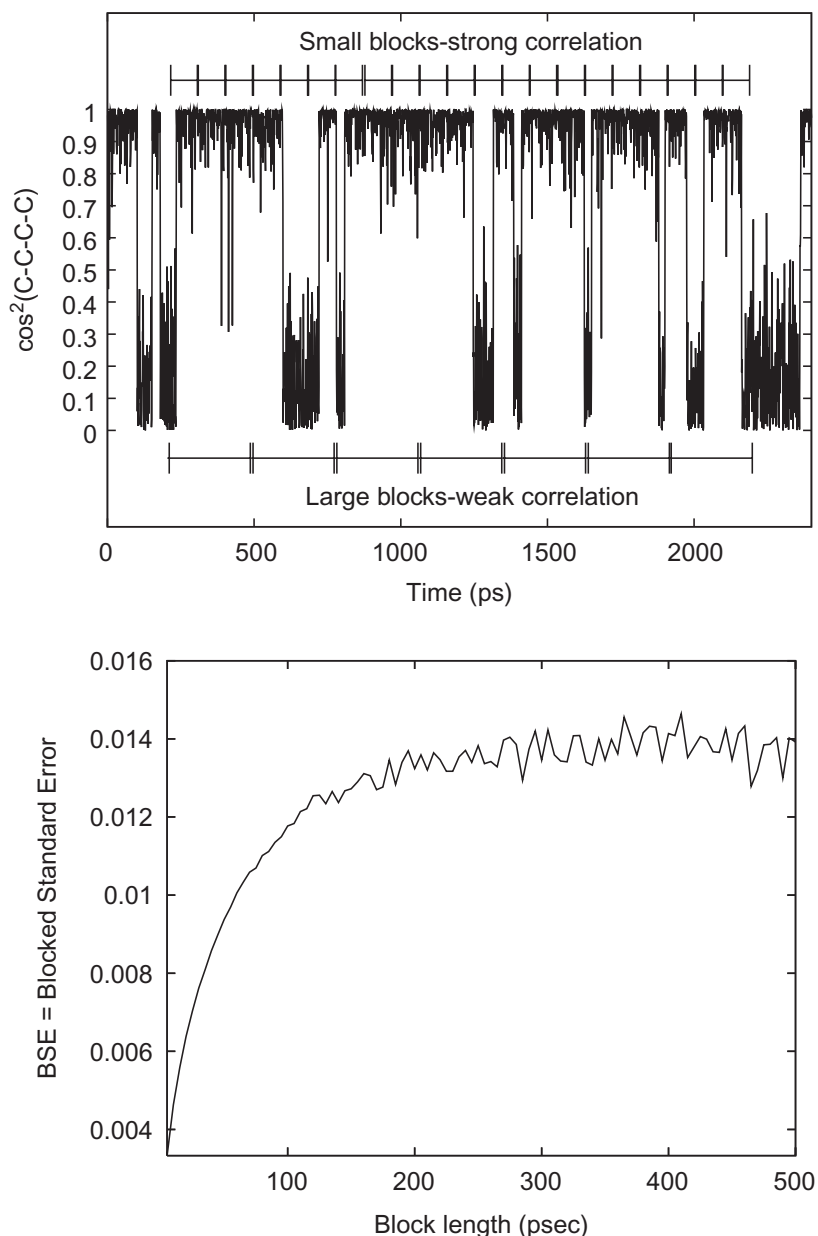 Small blocks-strong correlation
1
0.9
0.8
0.7
0.6
0.5
0.4
0.3
0.2
0.1
0
cos²(C-C-C-C)
Large blocks-weak correlation
0 500 1000 1500 2000
Time (ps)
0.016
0.014
0.012
0.01
0.008
0.006
0.004
BSE = Blocked Standard Error
100 200 300 400 500
Block length (psec)